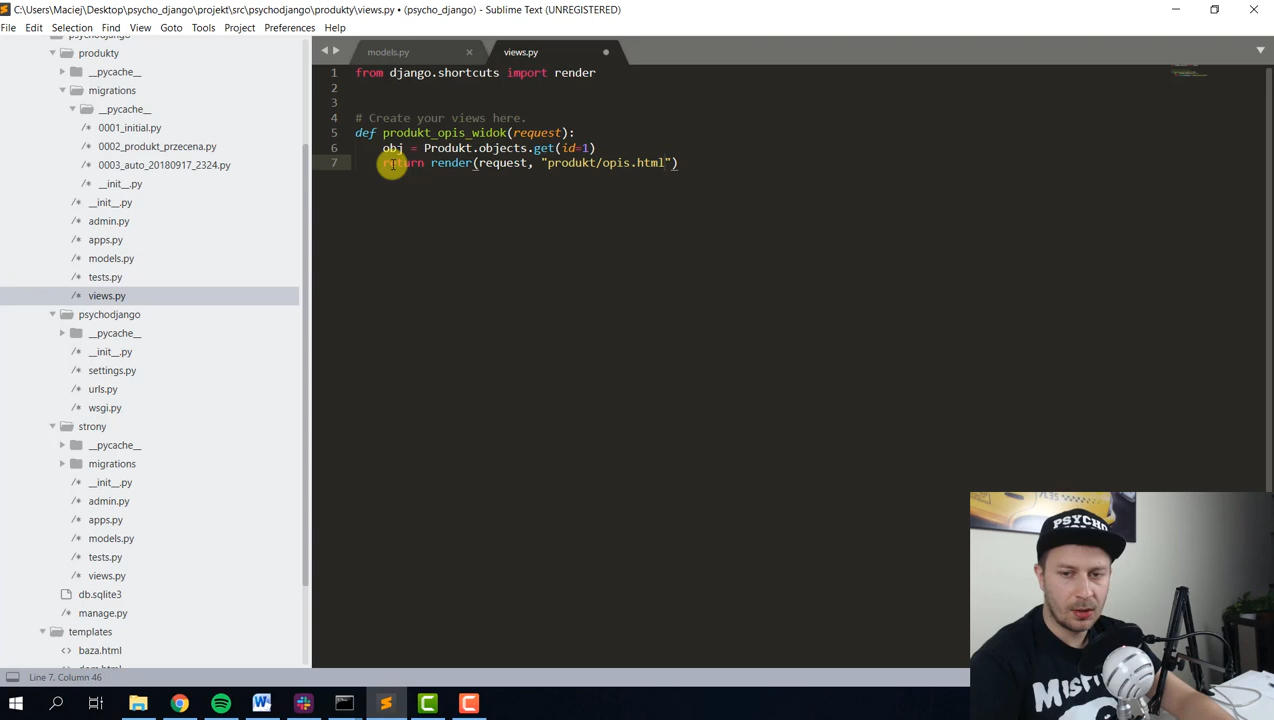 C:\Users\Maciej\psycho_django\projekt\src\psychodjango\produkty\views.py • (psycho_django) - Sublime Text (UNREGISTERED)
File Edit Selection Find View Goto Tools Project Preferences Help
psychodjango
produkty
__pycache__
migrations
__pycache__
0001_initial.py
0002_produkt_przecena.py
0003_auto_20180917_2324.py
__init__.py
__init__.py
admin.py
apps.py
models.py
tests.py
views.py
psychodjango
__pycache__
__init__.py
settings.py
urls.py
wsgi.py
strony
__pycache__
migrations
__init__.py
admin.py
apps.py
models.py
tests.py
views.py
db.sqlite3
manage.py
templates
baza.html
models.py views.py
1 from django.shortcuts import render
2
3
4 # Create your views here.
5 def produkt_opis_widok(request):
6 obj = Produkt.objects.get(id=1)
7 return render(request, "produkt/opis.html")
PSYCHO
Line 7, Column 46